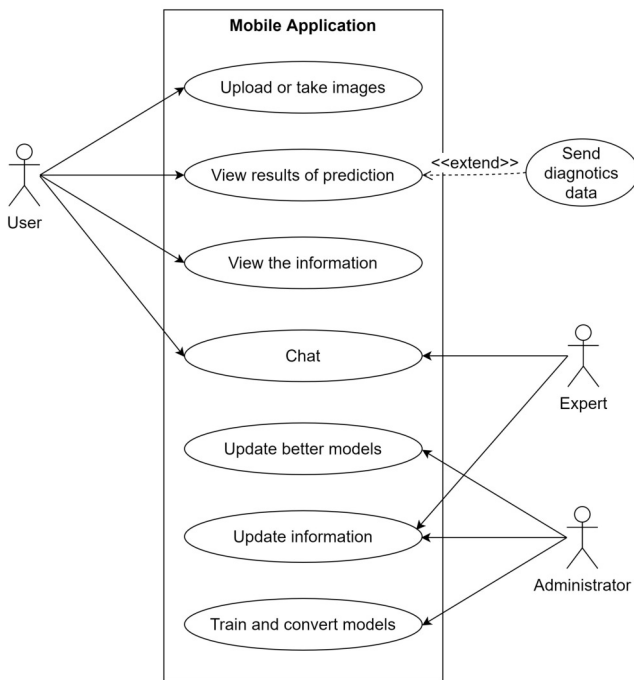 Mobile Application
Upload or take images
<<extend>>
Send
diagnotics
data
View results of prediction
User
View the information
Chat
Expert
Update better models
Update information
Administrator
Train and convert models